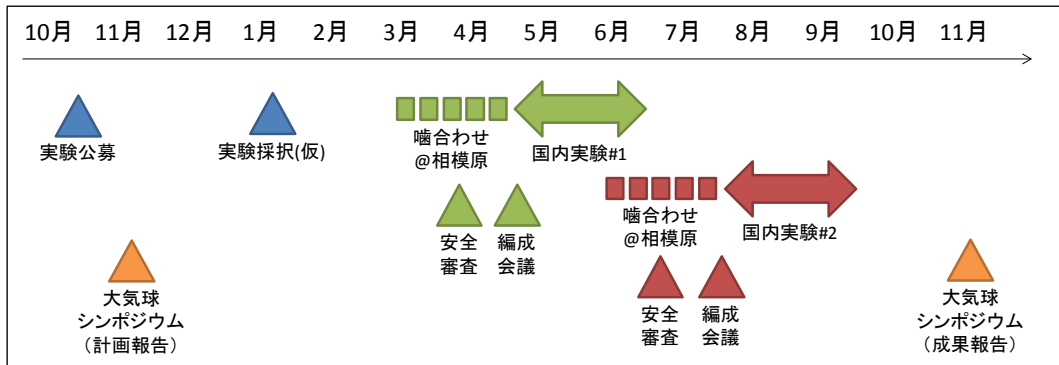 10月 11月 12月 1月 2月 3月 4月 5月 6月 7月 8月 9月 10月 11月
実験公募
実験採択(仮)
噛合わせ
@相模原
国内実験#1
安全
審査
編成
会議
噛合わせ
@相模原
国内実験#2
安全
審査
編成
会議
大気球
シンポジウム
（計画報告）
大気球
シンポジウム
（成果報告）